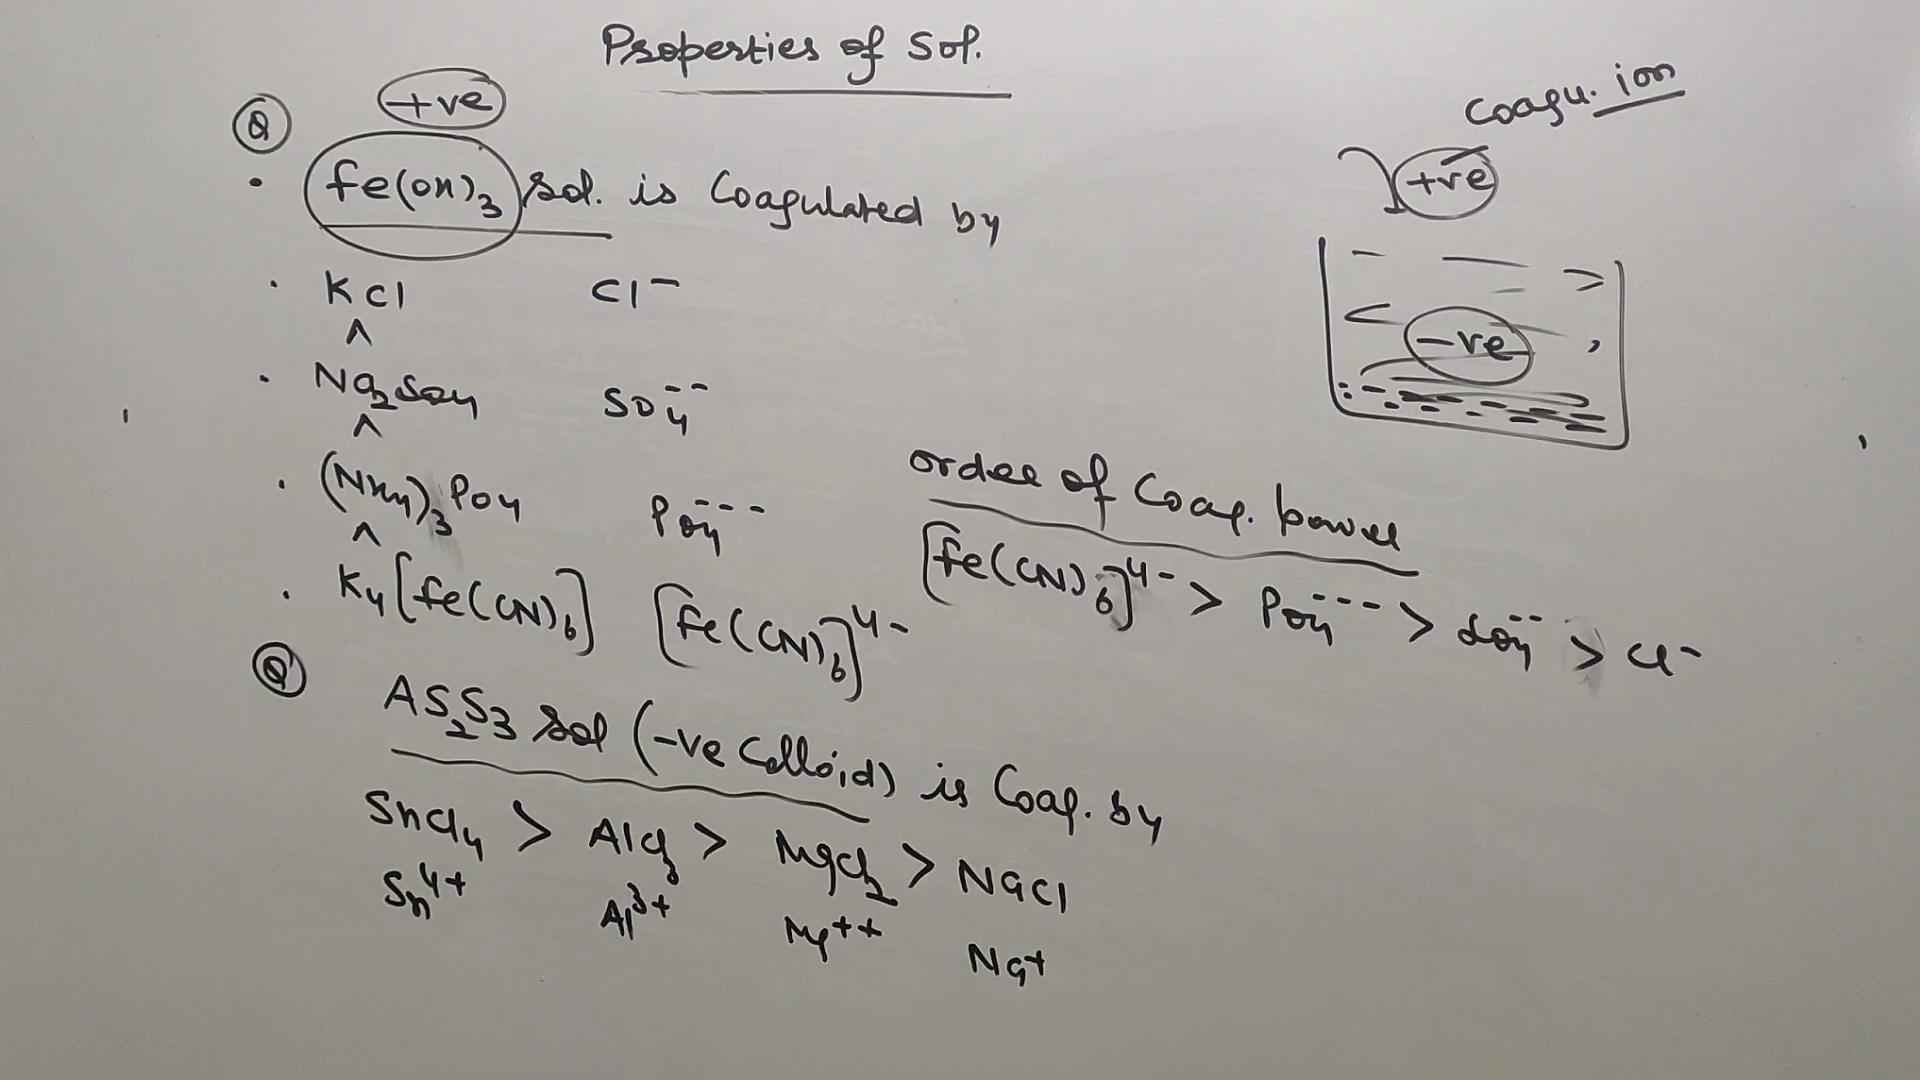 Properties of Sol.
+ve
Q
• Fe(OH)3 sol. is Coagulated by
• KCl Cl⁻
^
• Na2SO4 SO4⁻⁻
^
• (NH4)3PO4 PO4⁻⁻⁻
^
• K4[Fe(CN)6] [Fe(CN)6]⁴⁻
Coagu. ion
+ve
-ve
order of Coag. power
[Fe(CN)6]⁴⁻ > PO4⁻⁻⁻ > SO4⁻⁻ > Cl⁻
Q
AS2S3 sol (-ve Colloid) is Coag. by
SnCl4 > AlCl3 > MgCl2 > NaCl
Sn⁴⁺ Al³⁺ Mg⁺⁺ Na⁺